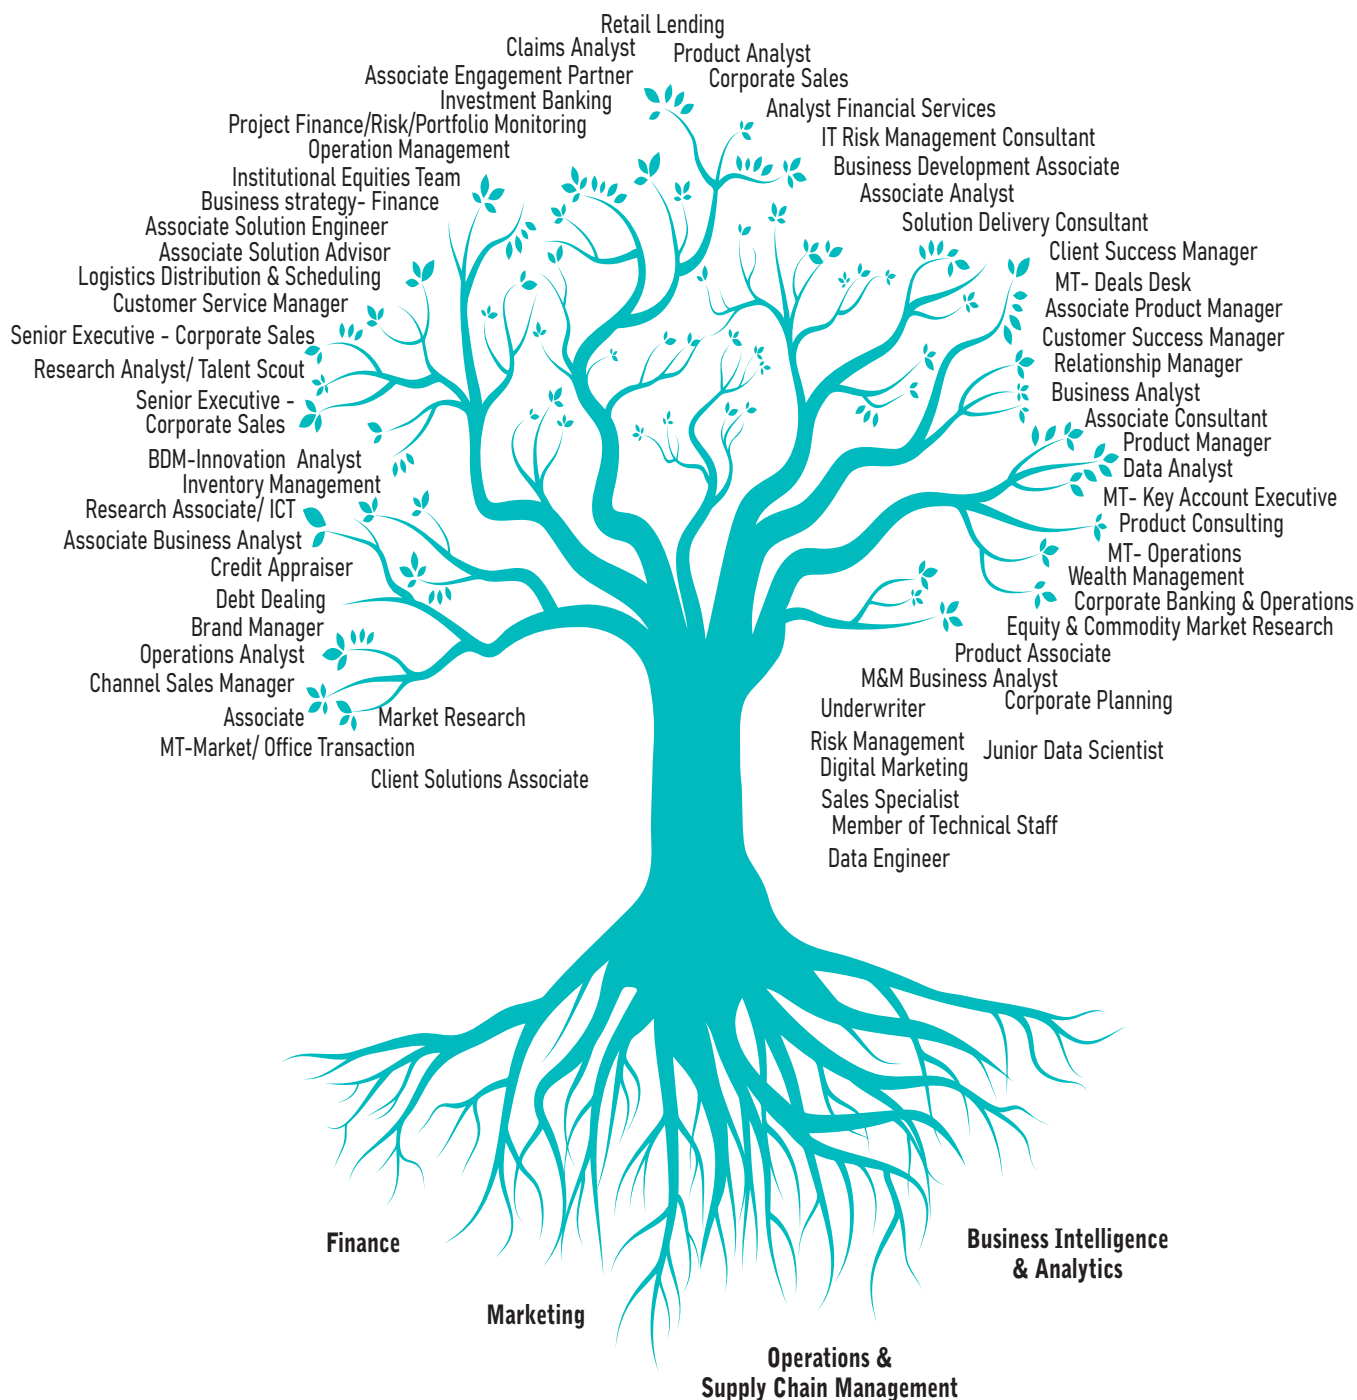 Retail Lending
Claims Analyst
Product Analyst
Associate Engagement Partner
Corporate Sales
Investment Banking
Analyst Financial Services
Project Finance/Risk/Portfolio Monitoring
IT Risk Management Consultant
Operation Management
Business Development Associate
Institutional Equities Team
Associate Analyst
Business strategy- Finance
Solution Delivery Consultant
Associate Solution Engineer
Client Success Manager
Associate Solution Advisor
Logistics Distribution & Scheduling
MT- Deals Desk
Customer Service Manager
Associate Product Manager
Senior Executive - Corporate Sales
Customer Success Manager
Research Analyst/ Talent Scout
Relationship Manager
Senior Executive -
Corporate Sales
Business Analyst
Associate Consultant
BDM-Innovation Analyst
Product Manager
Inventory Management
Data Analyst
Research Associate/ ICT
MT- Key Account Executive
Associate Business Analyst
Product Consulting
Credit Appraiser
MT- Operations
Debt Dealing
Wealth Management
Brand Manager
Corporate Banking & Operations
Operations Analyst
Equity & Commodity Market Research
Channel Sales Manager
Product Associate
Associate
M&M Business Analyst
Market Research
Corporate Planning
MT-Market/ Office Transaction
Underwriter
Client Solutions Associate
Risk Management
Junior Data Scientist
Digital Marketing
Sales Specialist
Member of Technical Staff
Data Engineer
Finance
Business Intelligence
& Analytics
Marketing
Operations &
Supply Chain Management